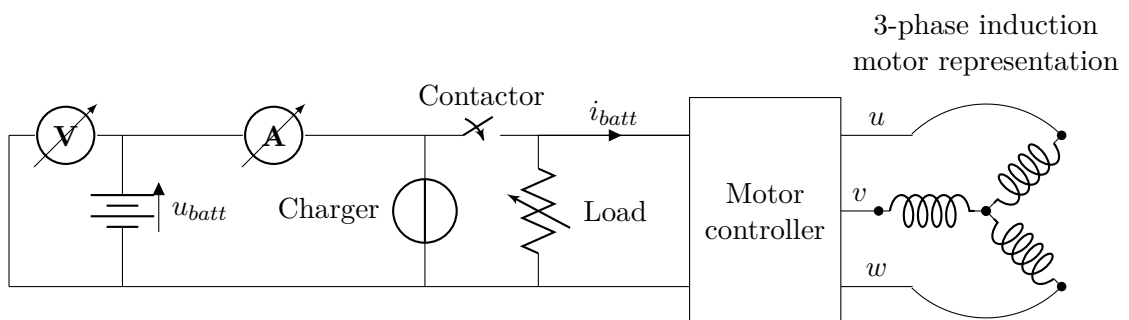 3-phase induction
motor representation
Contactor
V
A
i_batt
u
u_batt
Charger
Load
Motor
controller
v
w